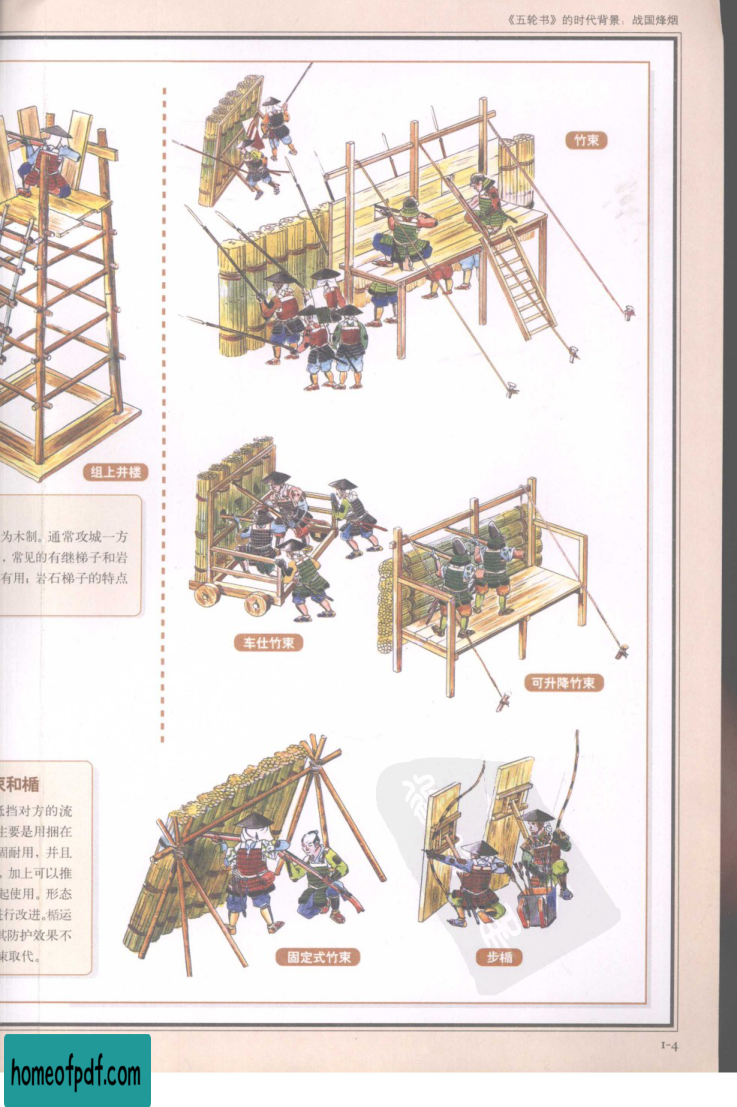 《五轮书》的时代背景：战国烽烟
竹束
组上井楼
为木制。通常攻城一方
，常见的有继梯子和岩
有用；岩石梯子的特点
车仕竹束
可升降竹束
束和楯
抵挡对方的流
主要是用捆在
固耐用，并且
，加上可以推
起使用。形态
进行改进。楯运
其防护效果不
束取代。
固定式竹束
步楯
1-4
homeofpdf.com